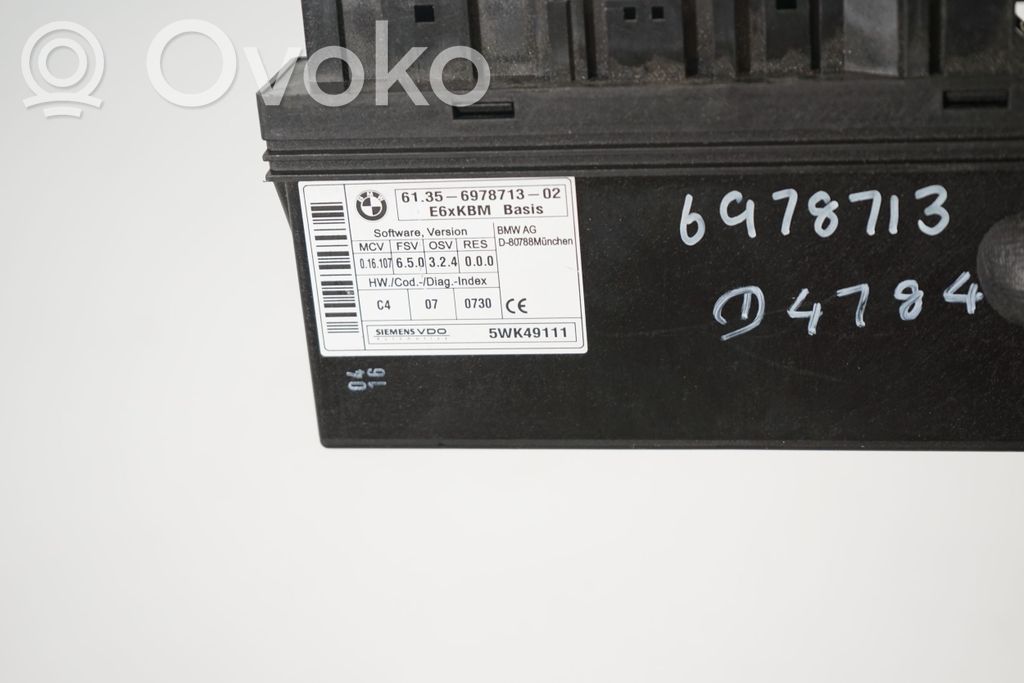 Ovoko
61.35-6978713-02
E6xKBM Basis
Software, Version
BMW AG
D-80788München
MCV FSV OSV RES
0.16.107 6.5.0 3.2.4 0.0.0
HW./Cod.-/Diag.-Index
C4 07 0730 CE
SIEMENS VDO
Automotive
5WK49111
04
16
6978713
D4784